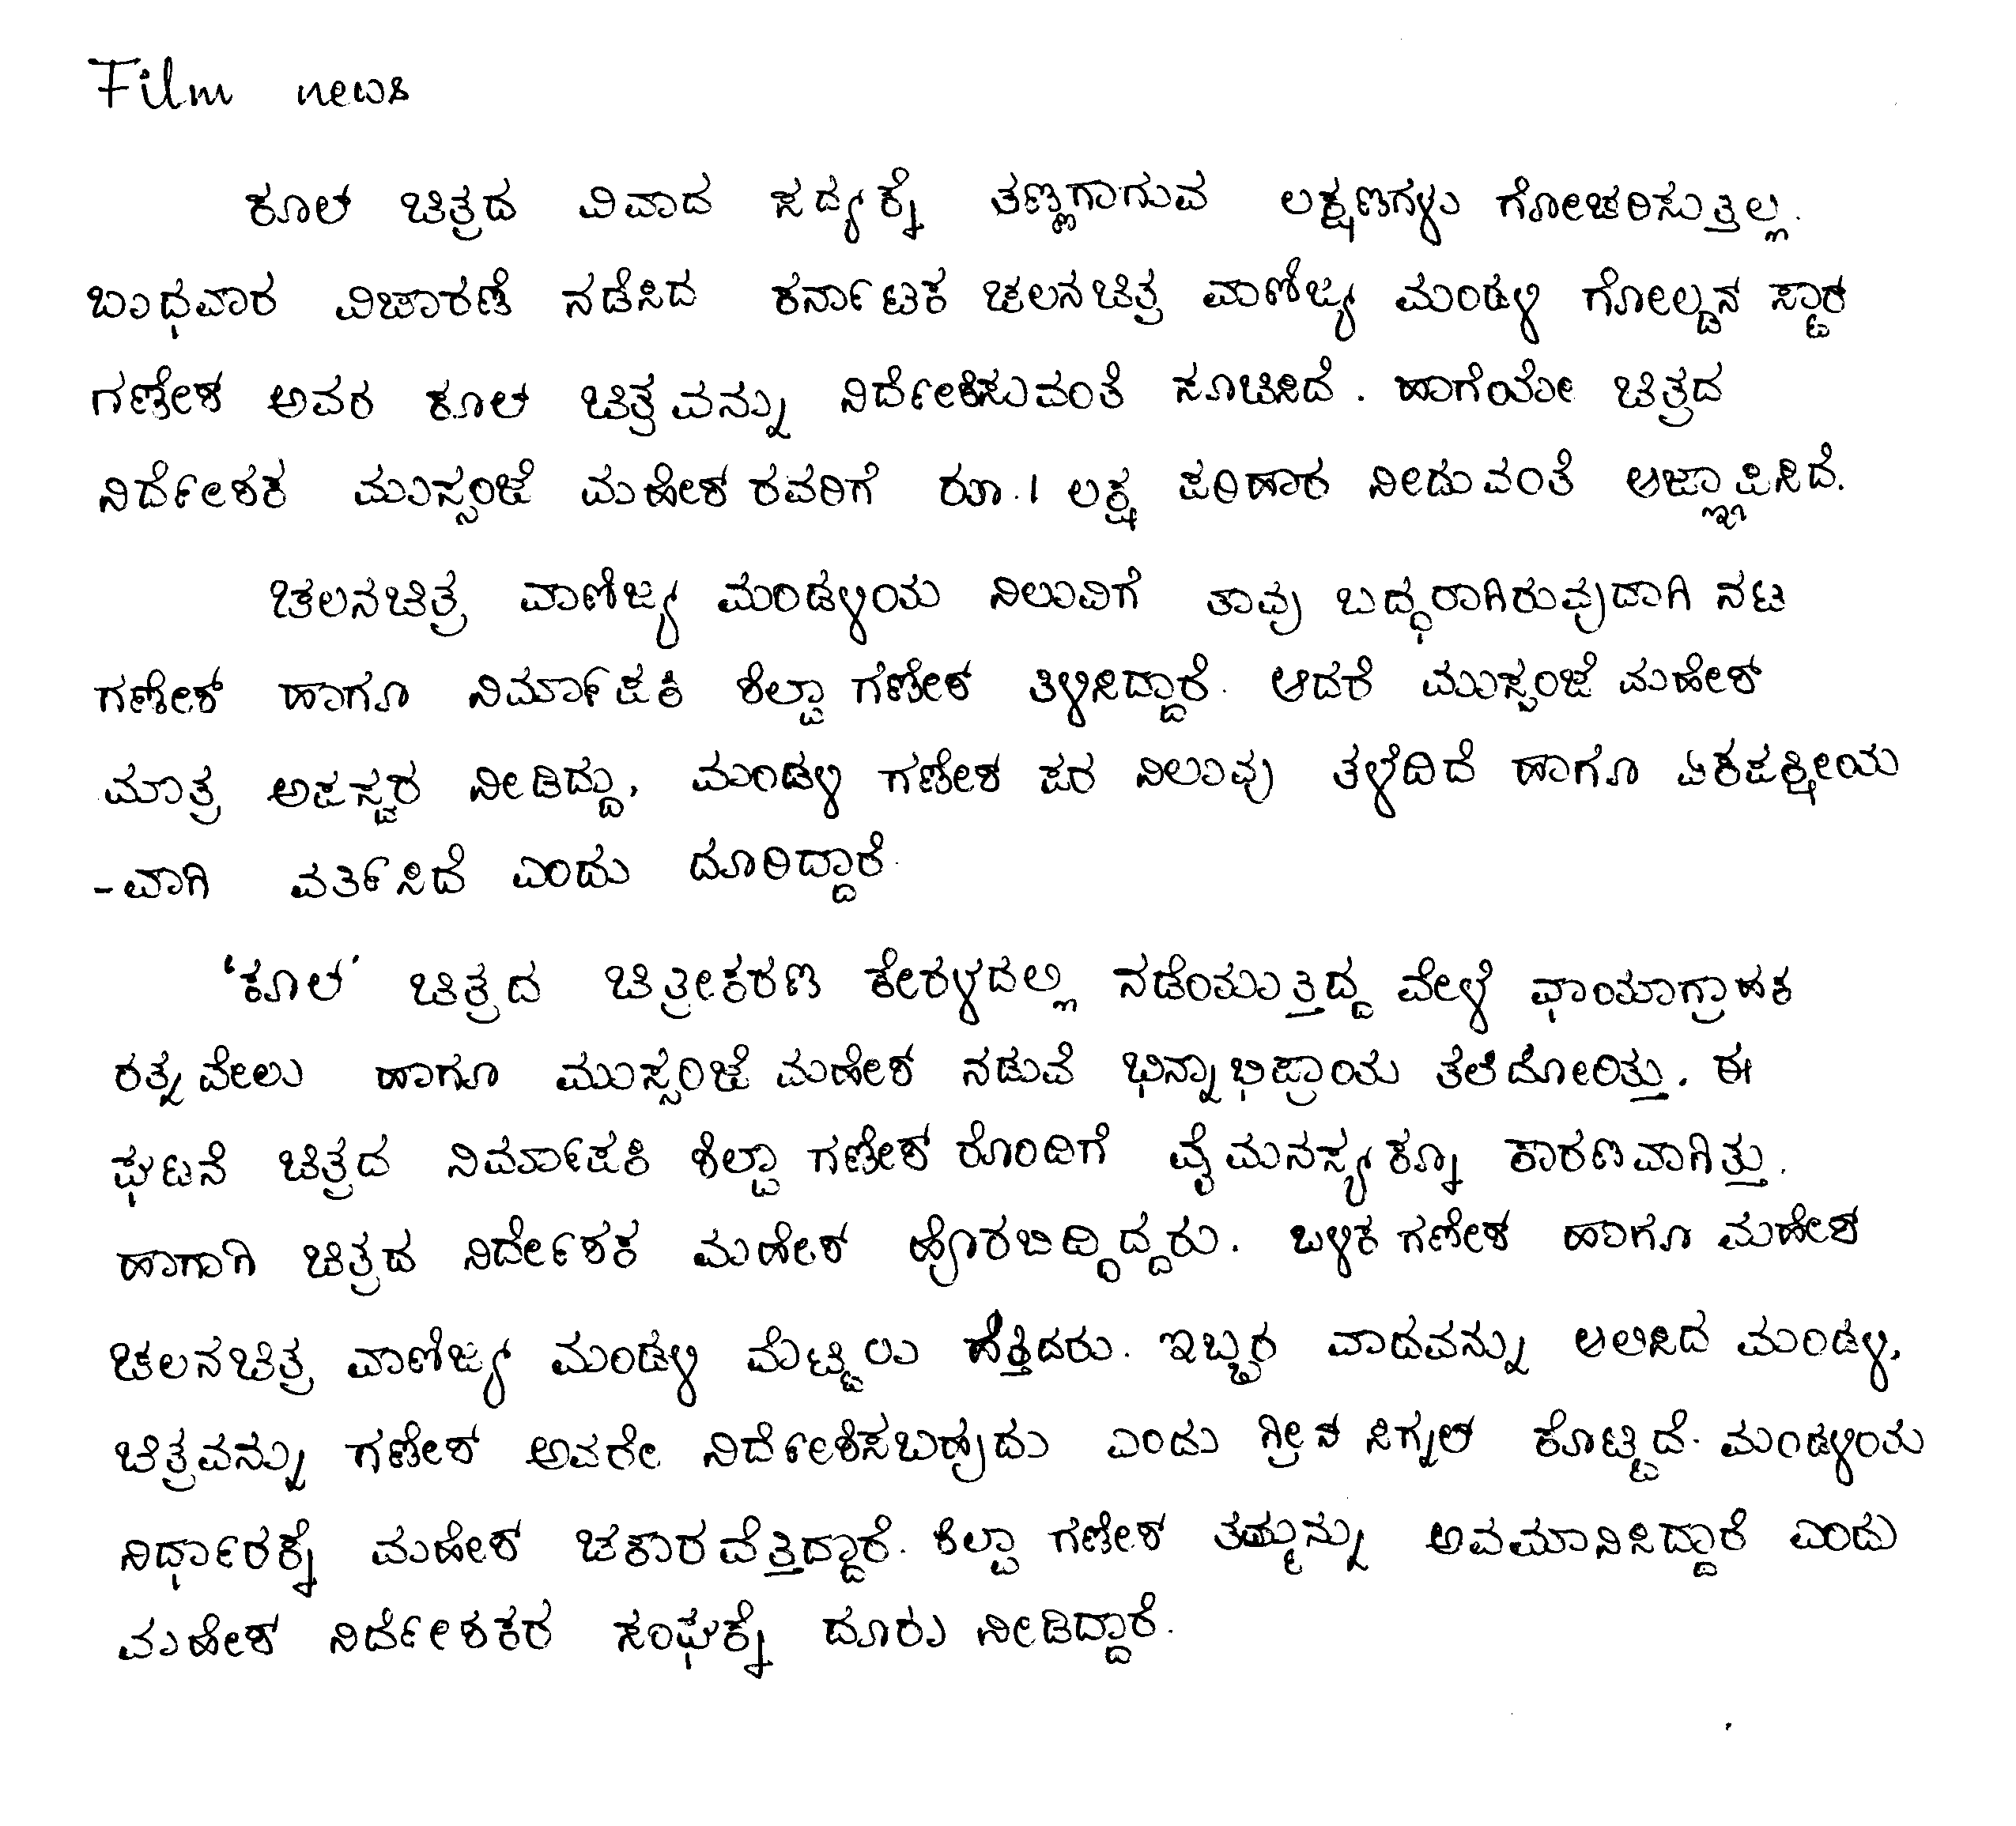 Film news
ಕೂಲ್ ಚಿತ್ರದ ವಿವಾದ ಸದ್ಯಕ್ಕೆ ತಣ್ಣಗಾಗುವ ಲಕ್ಷಣಗಳು ಗೋಚರಿಸುತ್ತಿಲ್ಲ.
ಬುಧವಾರ ವಿಚಾರಣೆ ನಡೆಸಿದ ಕರ್ನಾಟಕ ಚಲನಚಿತ್ರ ವಾಣಿಜ್ಯ ಮಂಡಳಿ ಗೋಲ್ಡನ್ ಸ್ಟಾರ್
ಗಣೇಶ್ ಅವರ ಕೂಲ್ ಚಿತ್ರವನ್ನು ನಿರ್ದೇಶಿಸುವಂತೆ ಸೂಚಿಸಿದೆ. ಹಾಗೆಯೇ ಚಿತ್ರದ
ನಿರ್ದೇಶಕ ಮುಸ್ಸಂಜೆ ಮಹೇಶ್ ರವರಿಗೆ ರೂ.1 ಲಕ್ಷ ಪರಿಹಾರ ನೀಡುವಂತೆ ಆಜ್ಞಾಪಿಸಿದೆ.
ಚಲನಚಿತ್ರ ವಾಣಿಜ್ಯ ಮಂಡಳಿಯ ನಿಲುವಿಗೆ ತಾವು ಬದ್ಧರಾಗಿರುವುದಾಗಿ ನಟ
ಗಣೇಶ್ ಹಾಗೂ ನಿರ್ಮಾಪಕಿ ಶಿಲ್ಪಾ ಗಣೇಶ್ ತಿಳಿಸಿದ್ದಾರೆ. ಆದರೆ ಮುಸ್ಸಂಜೆ ಮಹೇಶ್
ಮಾತ್ರ ಅಪಸ್ವರ ನೀಡಿದ್ದು, ಮಂಡಳಿ ಗಣೇಶ ಪರ ನಿಲುವು ತಳೆದಿದೆ ಹಾಗೂ ಏಕಪಕ್ಷೀಯ
-ವಾಗಿ ವರ್ತಿಸಿದೆ ಎಂದು ದೂರಿದ್ದಾರೆ.
'ಕೂಲ್' ಚಿತ್ರದ ಚಿತ್ರೀಕರಣ ಕೇರಳದಲ್ಲಿ ನಡೆಯುತ್ತಿದ್ದ ವೇಳೆ ಛಾಯಾಗ್ರಾಹಕ
ರತ್ನವೇಲು ಹಾಗೂ ಮುಸ್ಸಂಜೆ ಮಹೇಶ್ ನಡುವೆ ಭಿನ್ನಾಭಿಪ್ರಾಯ ತಲೆದೋರಿತ್ತು. ಈ
ಘಟನೆ ಚಿತ್ರದ ನಿರ್ಮಾಪಕಿ ಶಿಲ್ಪಾ ಗಣೇಶ್ ರೊಂದಿಗೆ ವೈಮನಸ್ಯಕ್ಕೂ ಕಾರಣವಾಗಿತ್ತು.
ಹಾಗಾಗಿ ಚಿತ್ರದ ನಿರ್ದೇಶಕ ಮಹೇಶ್ ಹೊರಬಿದ್ದಿದ್ದರು. ಬಳಿಕ ಗಣೇಶ್ ಹಾಗೂ ಮಹೇಶ್
ಚಲನಚಿತ್ರ ವಾಣಿಜ್ಯ ಮಂಡಳಿ ಮೆಟ್ಟಿಲು ಹತ್ತಿದರು. ಇಬ್ಬರ ವಾದವನ್ನು ಆಲಿಸಿದ ಮಂಡಳಿ,
ಚಿತ್ರವನ್ನು ಗಣೇಶ್ ಅವರೇ ನಿರ್ದೇಶಿಸಬಹುದು ಎಂದು ಗ್ರೀನ್ ಸಿಗ್ನಲ್ ಕೊಟ್ಟಿದೆ. ಮಂಡಳಿಯ
ನಿರ್ಧಾರಕ್ಕೆ ಮಹೇಶ್ ಚಕಾರವೆತ್ತಿದ್ದಾರೆ. ಶಿಲ್ಪಾ ಗಣೇಶ್ ತಮ್ಮನ್ನು ಅವಮಾನಿಸಿದ್ದಾರೆ ಎಂದು
ಮಹೇಶ್ ನಿರ್ದೇಶಕರ ಸಂಘಕ್ಕೆ ದೂರು ನೀಡಿದ್ದಾರೆ.